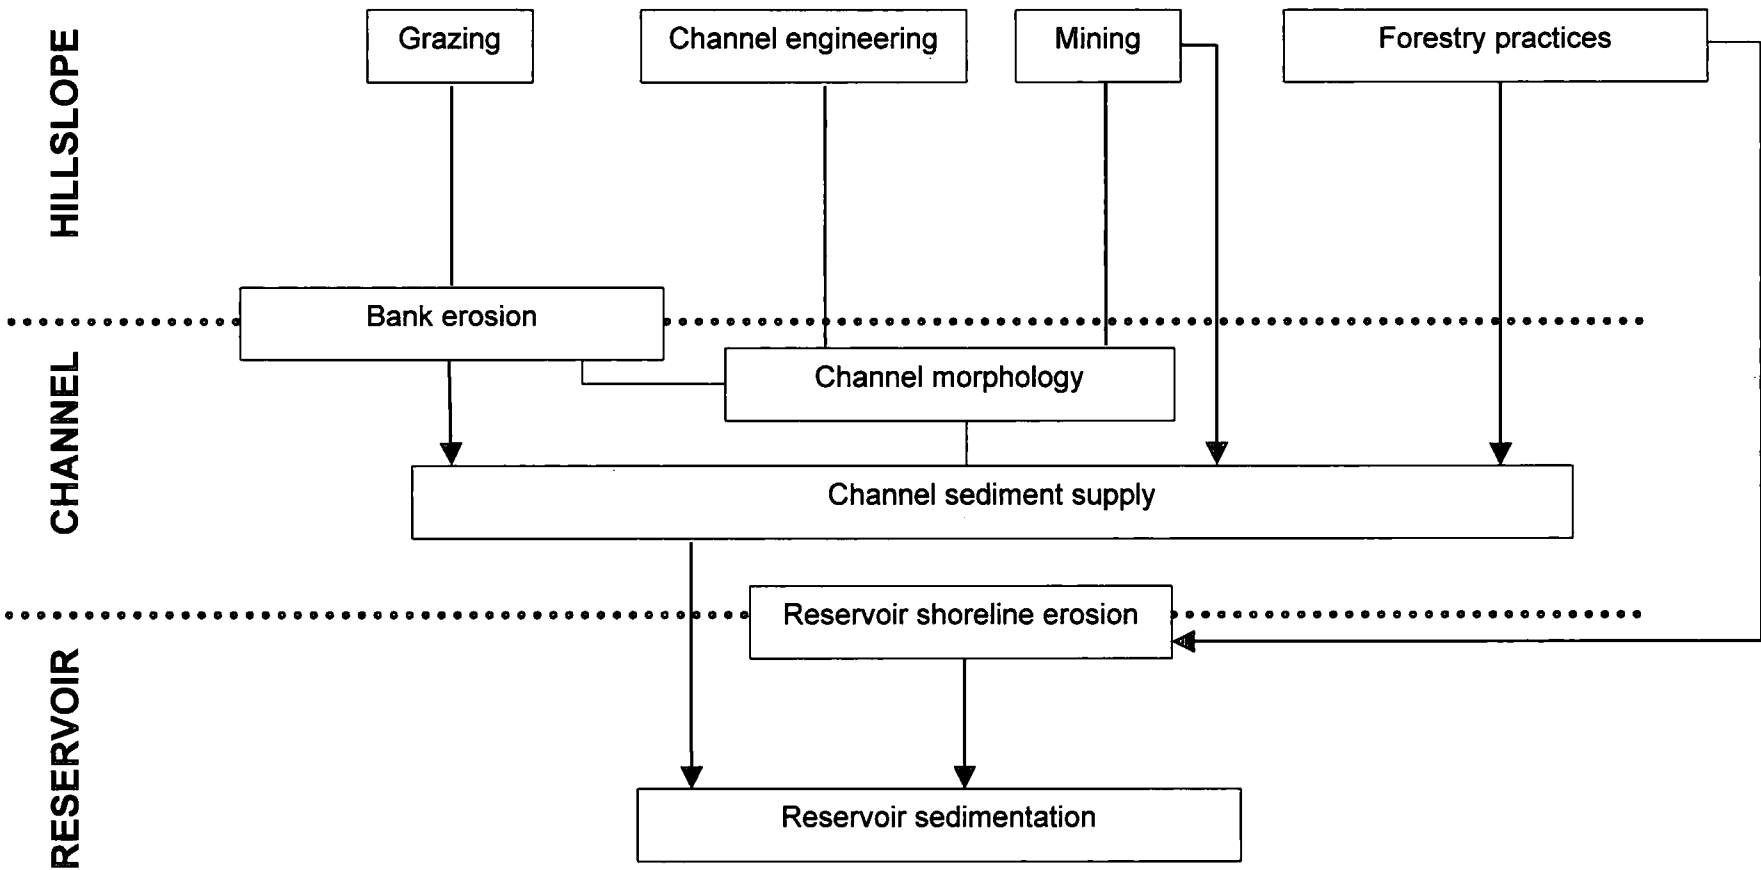 HILLSLOPE
Grazing
Channel engineering
Mining
Forestry practices
Bank erosion
CHANNEL
Channel morphology
Channel sediment supply
Reservoir shoreline erosion
RESERVOIR
Reservoir sedimentation